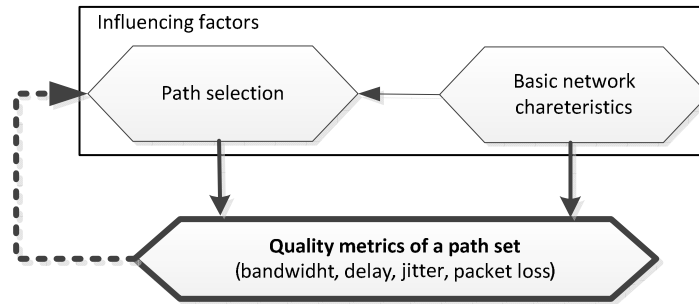 Influencing factors
Path selection
Basic network
chareteristics
Quality metrics of a path set
(bandwidht, delay, jitter, packet loss)